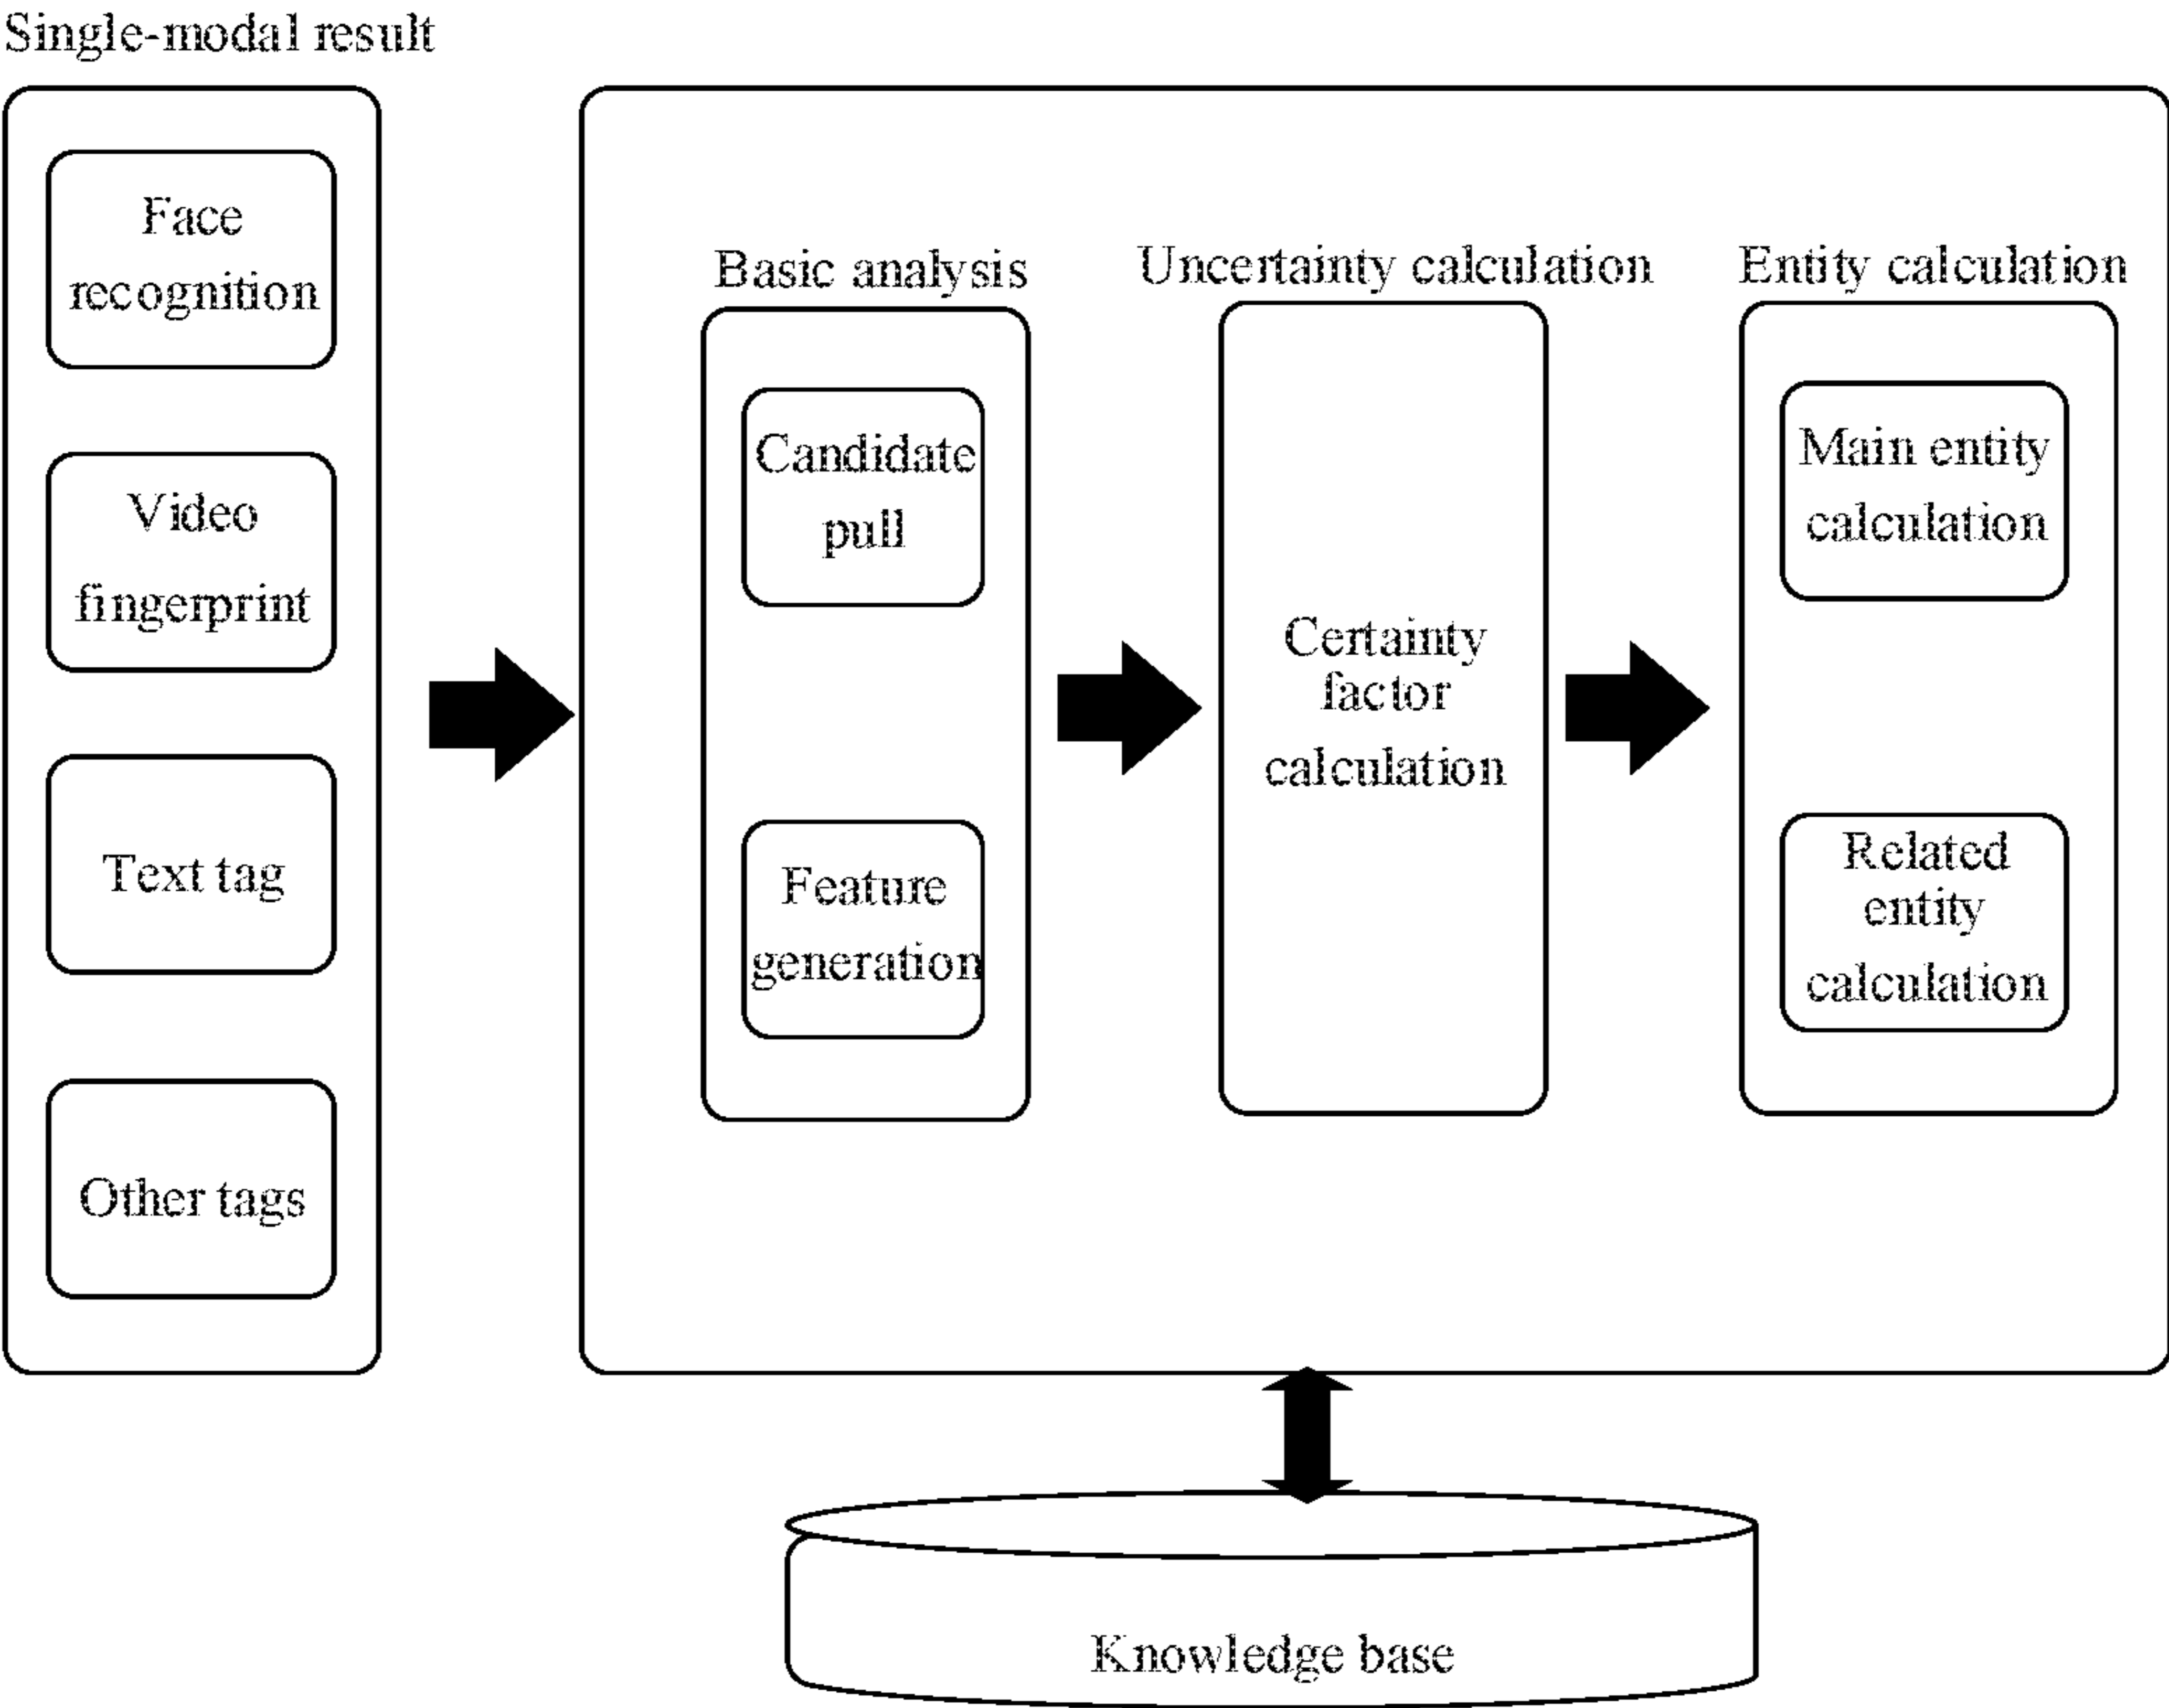 Single-modal result
Face
recognition
Video
fingerprint
Text tag
Other tags
Basic analysis
Candidate
pull
Feature
generation
Uncertainty calculation
Certainty
factor
calculation
Entity calculation
Main entity
calculation
Related
entity
calculation
Knowledge base